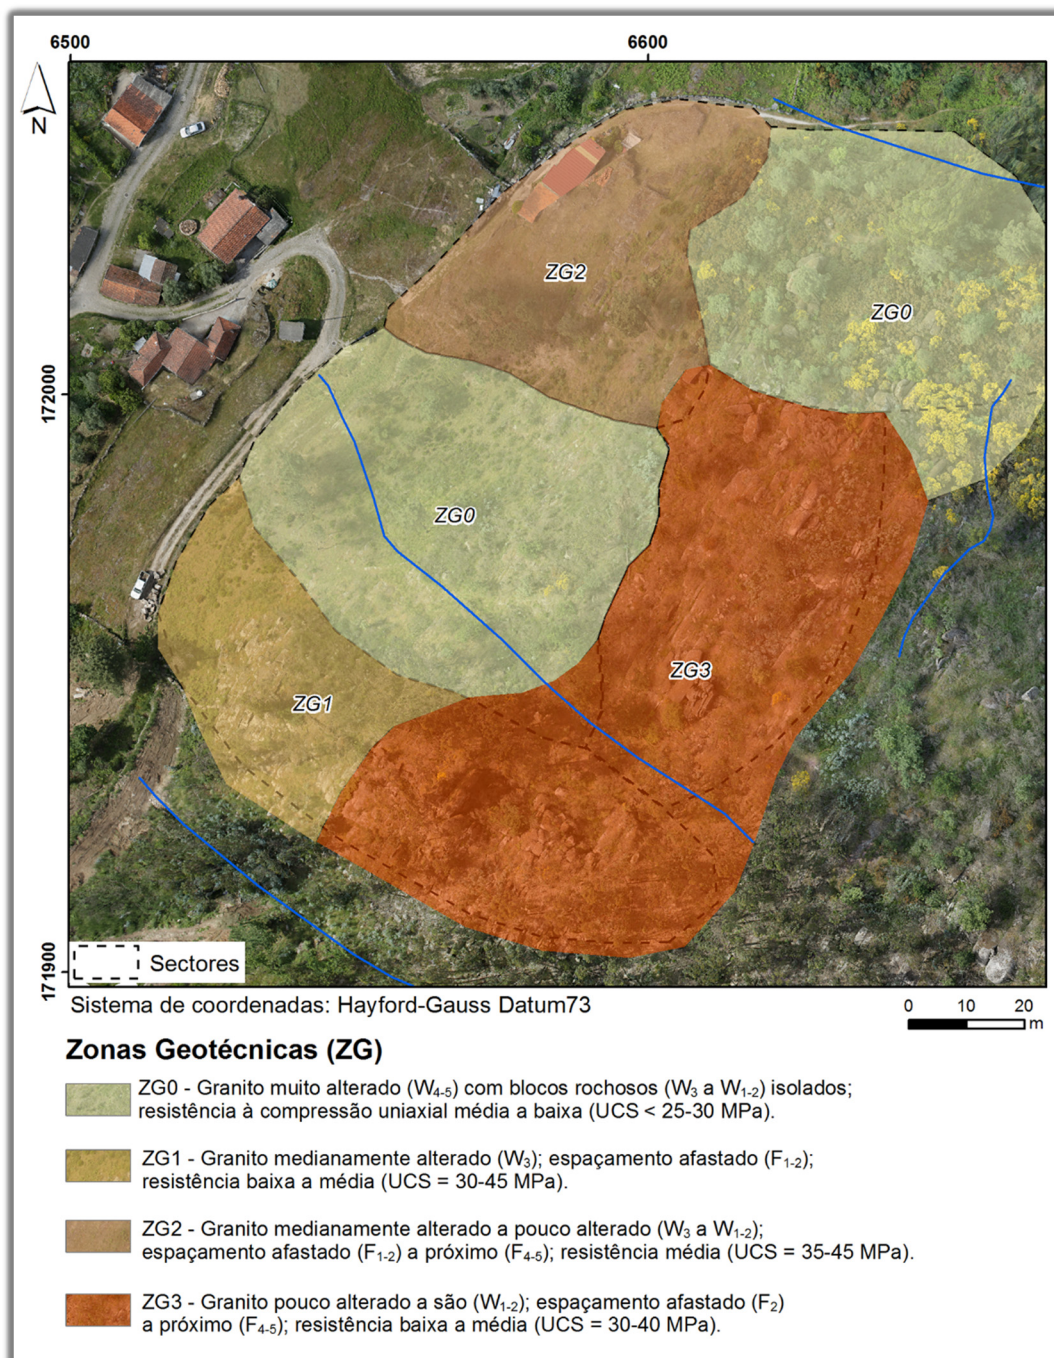 6500 6600
N
172000
171900
ZG2
ZG0
ZG0
ZG3
ZG1
Sectores
Sistema de coordenadas: Hayford-Gauss Datum73
0 10 20
m
Zonas Geotécnicas (ZG)
ZG0 - Granito muito alterado (W4-5) com blocos rochosos (W3 a W1-2) isolados;
resistência à compressão uniaxial média a baixa (UCS < 25-30 MPa).
ZG1 - Granito medianamente alterado (W3); espaçamento afastado (F1-2);
resistência baixa a média (UCS = 30-45 MPa).
ZG2 - Granito medianamente alterado a pouco alterado (W3 a W1-2);
espaçamento afastado (F1-2) a próximo (F4-5); resistência média (UCS = 35-45 MPa).
ZG3 - Granito pouco alterado a são (W1-2); espaçamento afastado (F2)
a próximo (F4-5); resistência baixa a média (UCS = 30-40 MPa).